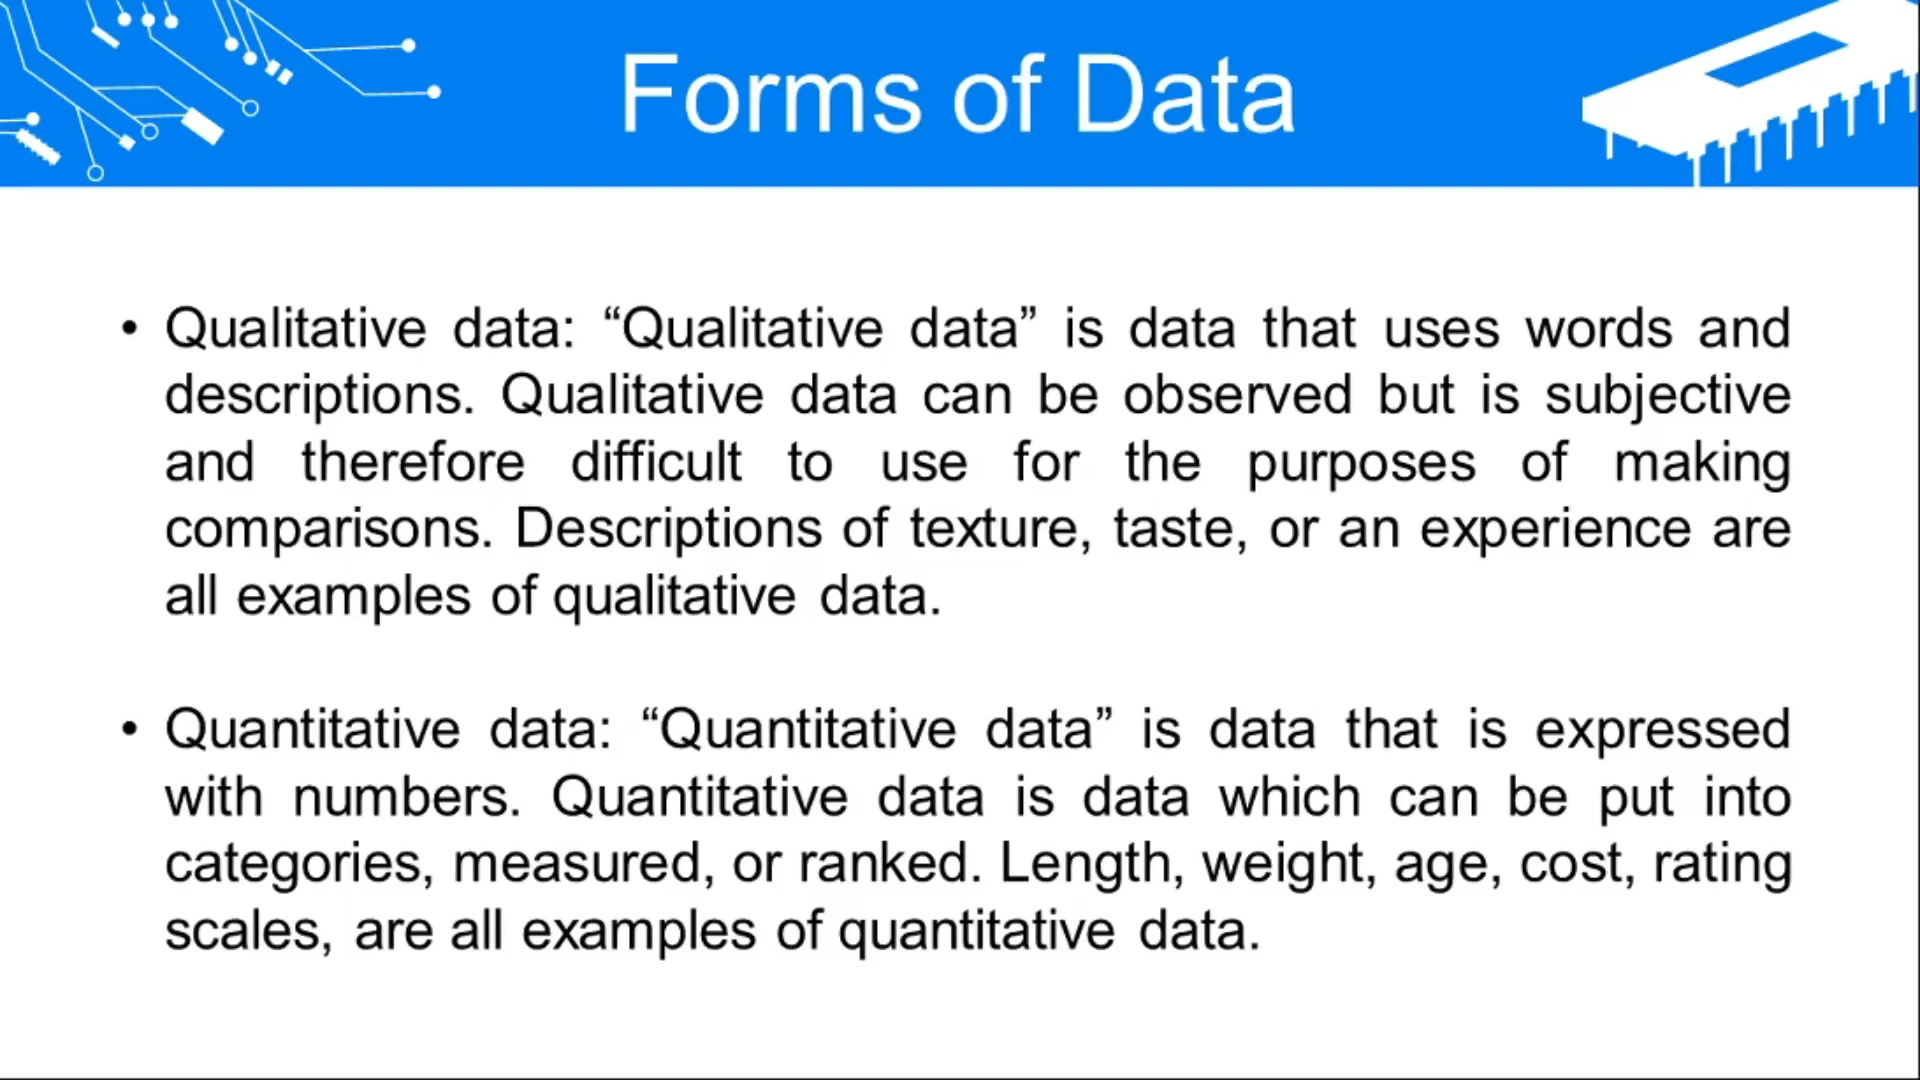 Forms of Data
• Qualitative data: “Qualitative data” is data that uses words and
descriptions. Qualitative data can be observed but is subjective
and therefore difficult to use for the purposes of making
comparisons. Descriptions of texture, taste, or an experience are
all examples of qualitative data.
• Quantitative data: “Quantitative data” is data that is expressed
with numbers. Quantitative data is data which can be put into
categories, measured, or ranked. Length, weight, age, cost, rating
scales, are all examples of quantitative data.